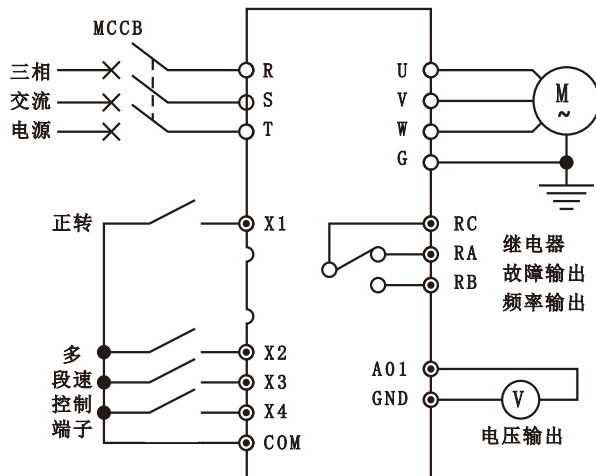 MCCB
三相
交流
电源
R
S
T
U
V
W
G
M
~
正转
X1
RC
RA
RB
继电器
故障输出
频率输出
多
段速
控制
端子
X2
X3
X4
COM
AO1
GND
V
电压输出